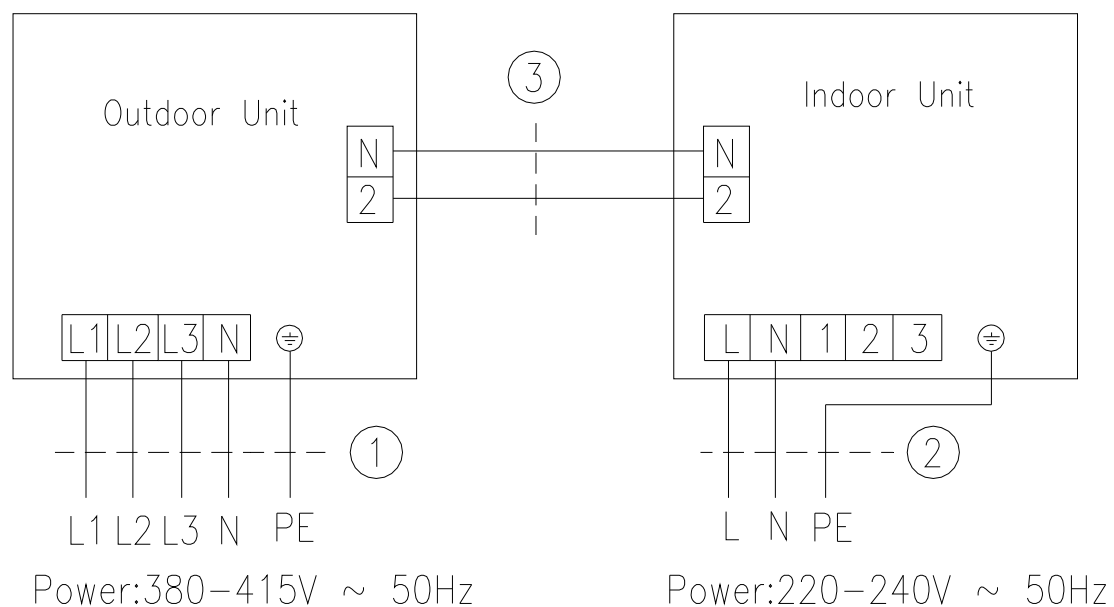 Outdoor Unit
Indoor Unit
3
N
N
2
2
L1 L2 L3 N
L N 1 2 3
1
2
L1 L2 L3 N PE
L N PE
Power:380-415V ~ 50Hz
Power:220-240V ~ 50Hz